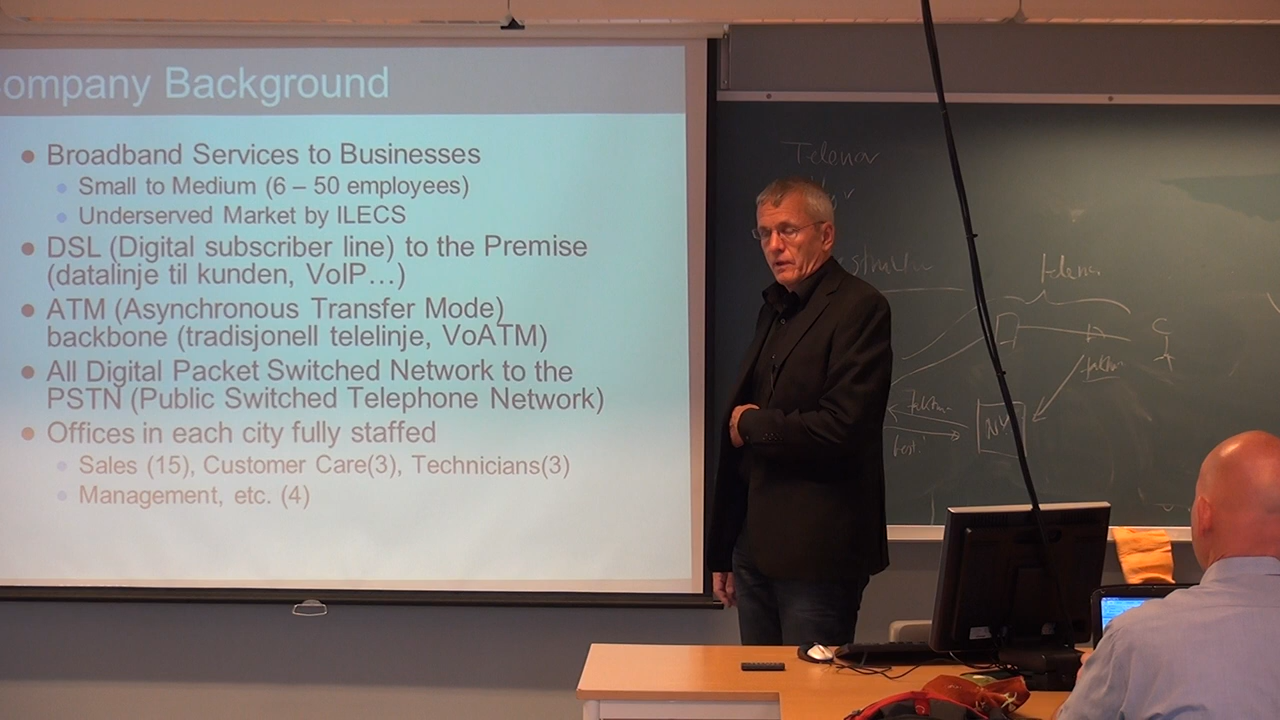 ompany Background
Broadband Services to Businesses
Small to Medium (6 – 50 employees)
Underserved Market by ILECS
DSL (Digital subscriber line) to the Premise
(datalinje til kunden, VoIP…)
ATM (Asynchronous Transfer Mode)
backbone (tradisjonell telelinje, VoATM)
All Digital Packet Switched Network to the
PSTN (Public Switched Telephone Network)
Offices in each city fully staffed
Sales (15), Customer Care(3), Technicians(3)
Management, etc. (4)
Telenor
telenor